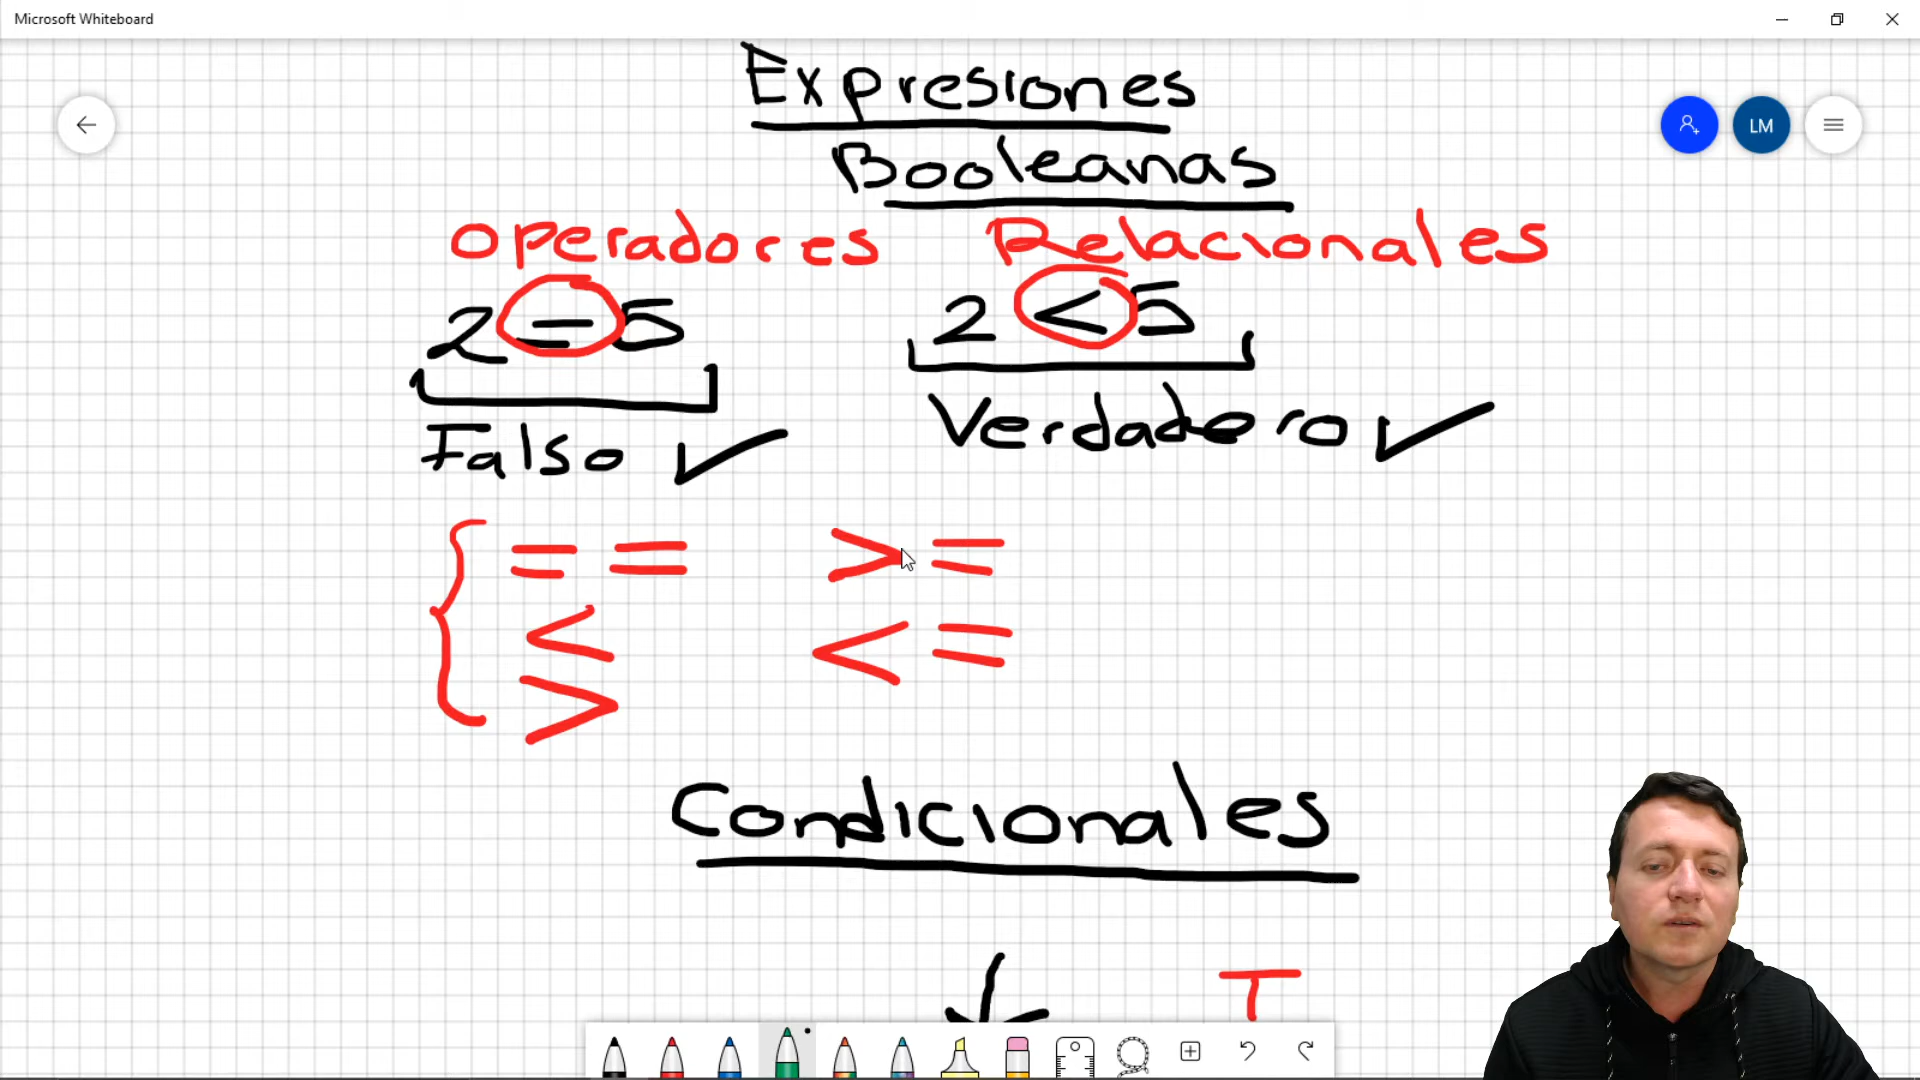 Microsoft Whiteboard
Expresiones
Booleanas
LM
Operadores Relacionales
2 = 5 2 < 5
Falso ✓ Verdadero ✓
{ == >=
< <=
>
Condicionales
T